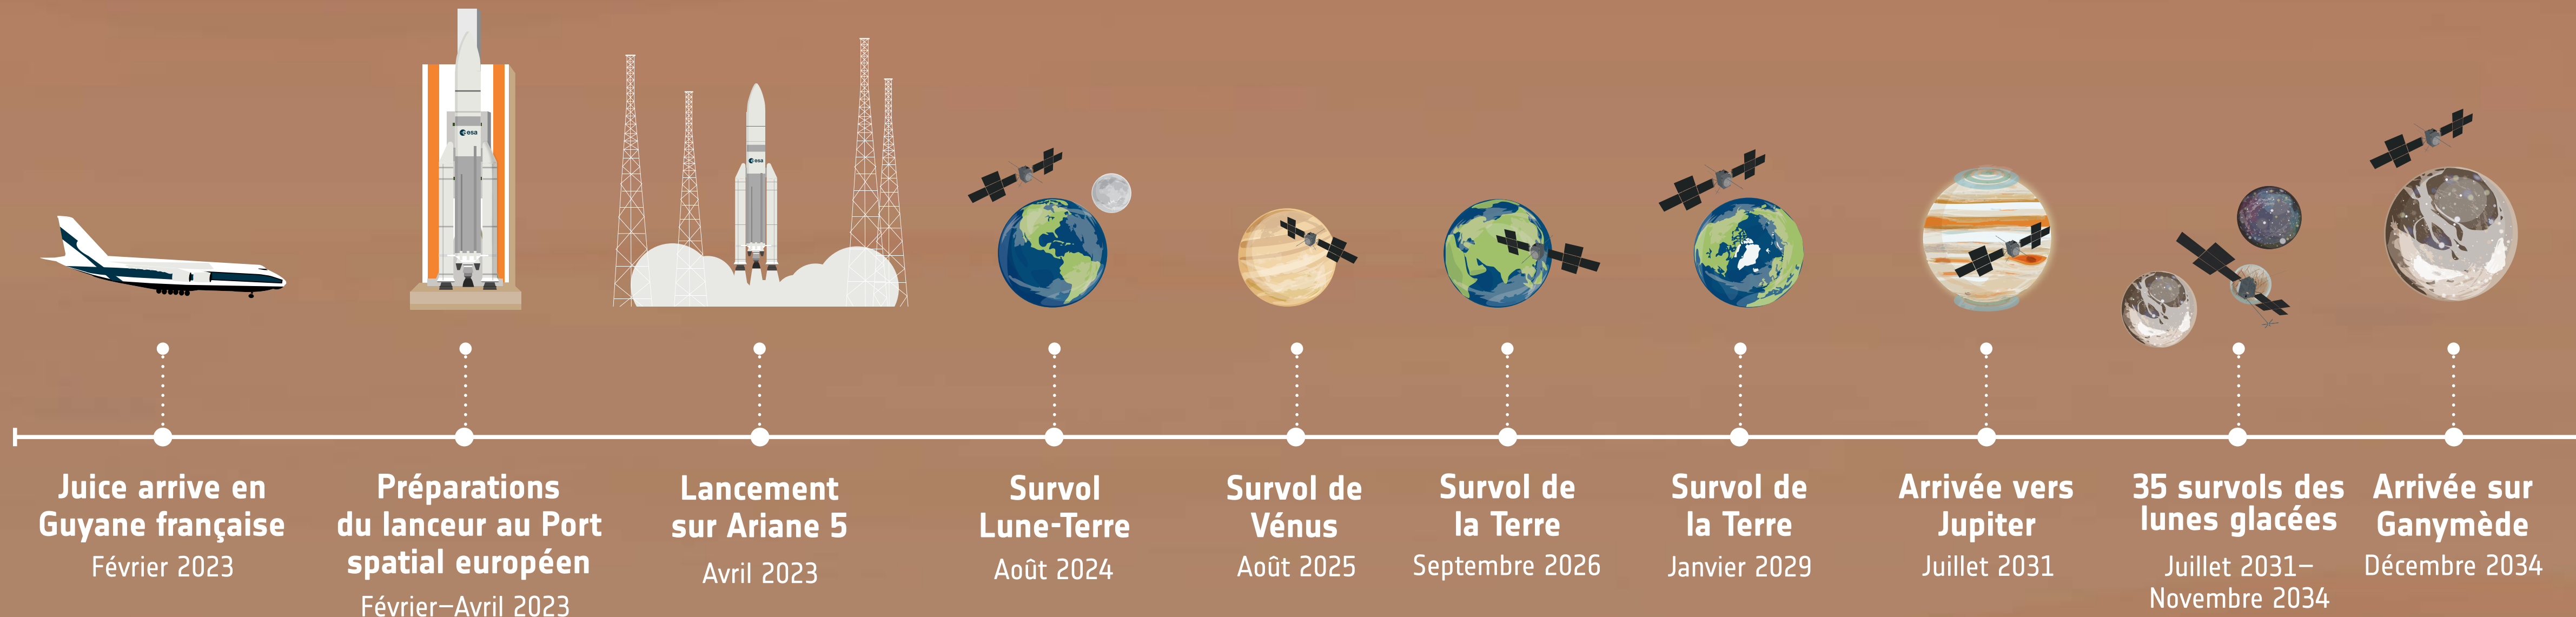 esa
esa
Juice arrive en
Guyane française
Février 2023
Préparations
du lanceur au Port
spatial européen
Février–Avril 2023
Lancement
sur Ariane 5
Avril 2023
Survol
Lune-Terre
Août 2024
Survol de
Vénus
Août 2025
Survol de
la Terre
Septembre 2026
Survol de
la Terre
Janvier 2029
Arrivée vers
Jupiter
Juillet 2031
35 survols des
lunes glacées
Juillet 2031–
Novembre 2034
Arrivée sur
Ganymède
Décembre 2034